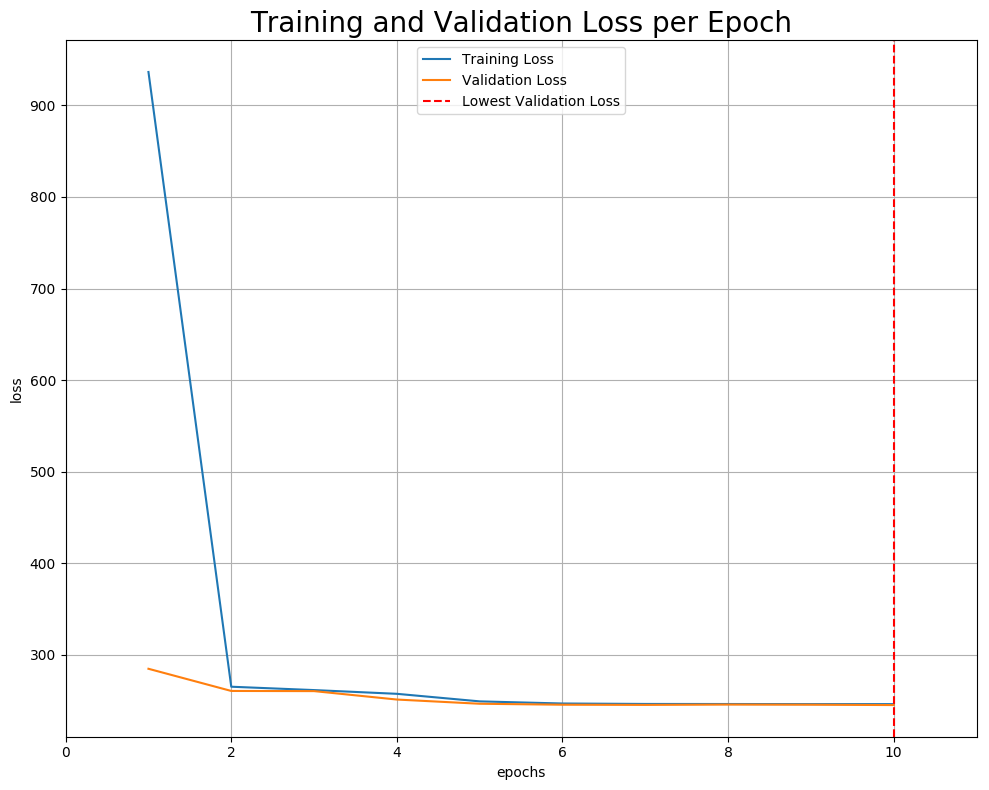 Training and Validation Loss per Epoch
Training Loss
Validation Loss
Lowest Validation Loss
900
800
700
600
500
400
300
loss
0 2 4 6 8 10
epochs